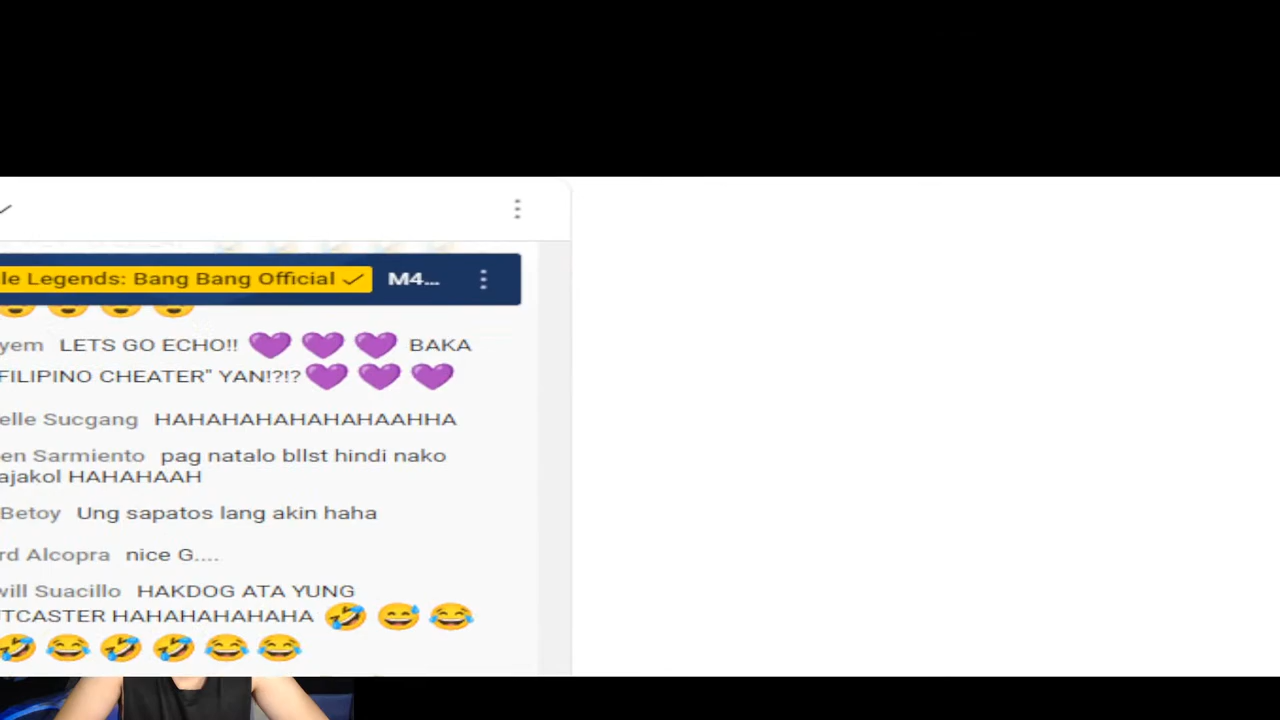 le Legends: Bang Bang Official M4...
yem LETS GO ECHO!! 💜 💜 💜 BAKA
FILIPINO CHEATER" YAN!?!? 💜 💜 💜
elle Sucgang HAHAHAHAHAHAHAAHHA
en Sarmiento pag natalo bllst hindi nako
ajakol HAHAHAAH
Betoy Ung sapatos lang akin haha
rd Alcopra nice G....
will Suacillo HAKDOG ATA YUNG
TCASTER HAHAHAHAHAHA 🤣 😅 😂
🤣 😂 🤣 🤣 😂 😂